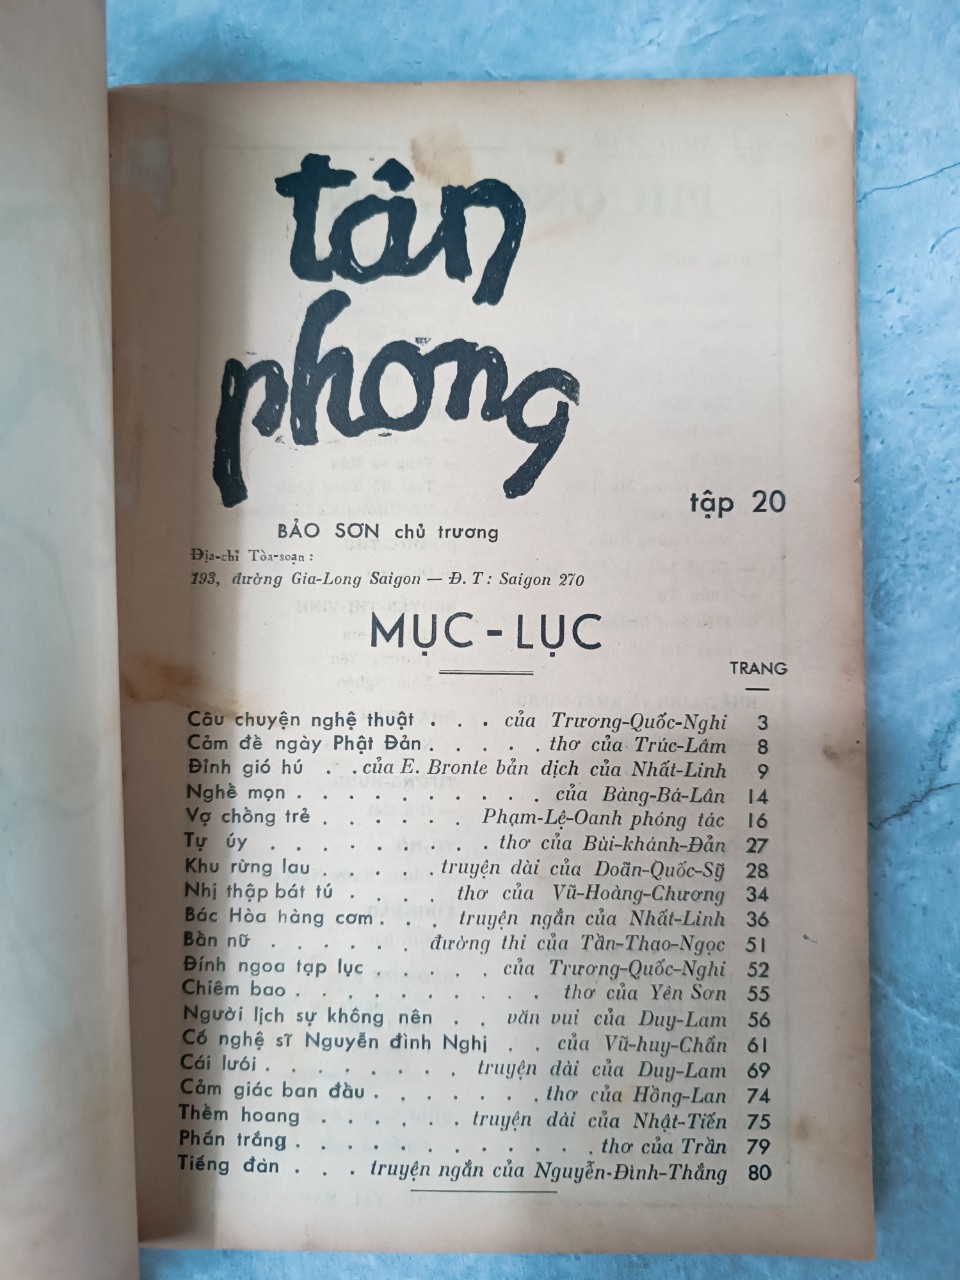 tân
phong
tập 20
BẢO SƠN chủ trương
Địa-chỉ Tòa-soạn :
193, đường Gia-Long Saigon — Đ. T : Saigon 270
MỤC - LỤC
TRANG
Câu chuyện nghệ thuật . . . của Trương-Quốc-Nghi 3
Cảm đề ngày Phật Đản . . . . . thơ của Trúc-Lâm 8
Đỉnh gió hú . . của E. Bronte bản dịch của Nhất-Linh 9
Nghề mọn . . . . . . . . . . . của Bàng-Bá-Lân 14
Vợ chồng trẻ . . . . . . Phạm-Lệ-Oanh phóng tác 16
Tự úy . . . . . . . . . thơ của Bùi-khánh-Đản 27
Khu rừng lau . . . . . truyện dài của Doãn-Quốc-Sỹ 28
Nhị thập bát tú . . . . thơ của Vũ-Hoàng-Chương 34
Bác Hòa hàng cơm . . . truyện ngắn của Nhất-Linh 36
Bần nữ . . . . . . đường thi của Tần-Thao-Ngọc 51
Đính ngoa tạp lục . . . . . của Trương-Quốc-Nghi 52
Chiêm bao . . . . . . . . . . thơ của Yên Sơn 55
Người lịch sự không nên . . văn vui của Duy-Lam 56
Cố nghệ sĩ Nguyễn đình Nghị . . của Vũ-huy-Chấn 61
Cái lưới . . . . . . . . truyện dài của Duy-Lam 69
Cảm giác ban đầu . . . . . . . thơ của Hồng-Lan 74
Thềm hoang . . . . . . truyện dài của Nhật-Tiến 75
Phấn trắng . . . . . . . . . . . . thơ của Trần 79
Tiếng đàn . . . truyện ngắn của Nguyễn-Đình-Thắng 80